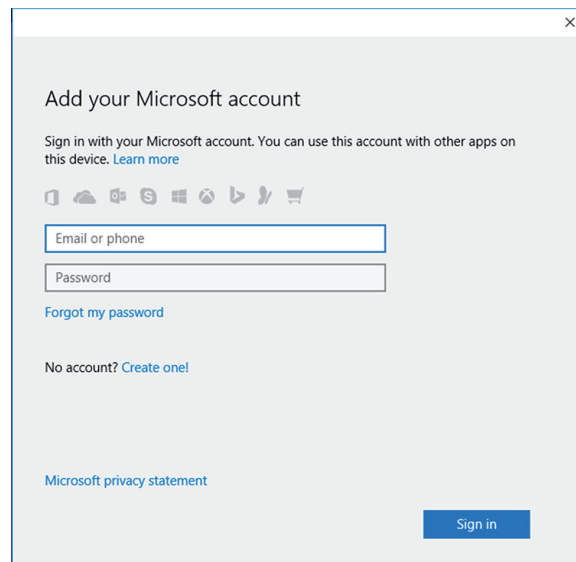 Add your Microsoft account
Sign in with your Microsoft account. You can use this account with other apps on
this device. Learn more
Email or phone
Password
Forgot my password
No account? Create one!
Microsoft privacy statement
Sign in